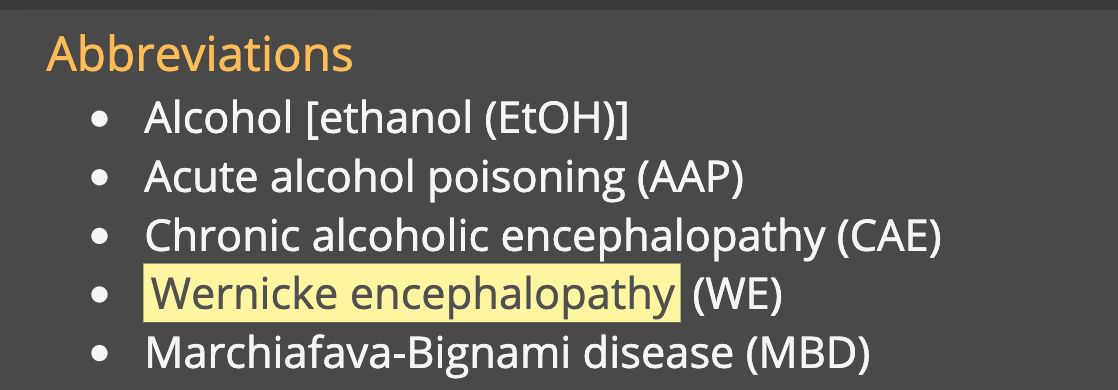 Abbreviations
• Alcohol [ethanol (EtOH)]
• Acute alcohol poisoning (AAP)
• Chronic alcoholic encephalopathy (CAE)
• Wernicke encephalopathy (WE)
• Marchiafava-Bignami disease (MBD)